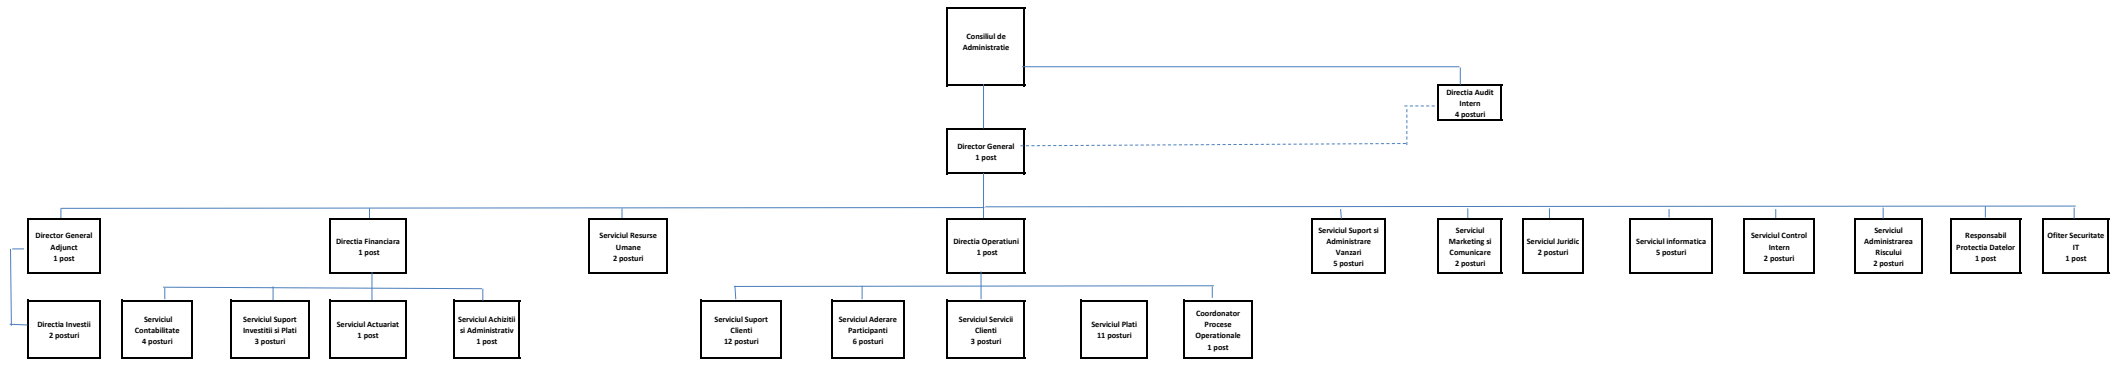 Consiliul de
Administratie
Directia Audit
Intern
4 posturi
Director General
1 post
Director General
Adjunct
1 post
Directia Financiara
1 post
Serviciul Resurse
Umane
2 posturi
Directia Operatiuni
1 post
Serviciul Suport si
Administrare
Vanzari
5 posturi
Serviciul
Marketing si
Comunicare
2 posturi
Serviciul Juridic
2 posturi
Serviciul informatica
5 posturi
Serviciul Control
Intern
2 posturi
Serviciul
Administrarea
Riscului
2 posturi
Responsabil
Protectia Datelor
1 post
Ofiter Securitate
IT
1 post
Directia Investii
2 posturi
Serviciul
Contabilitate
4 posturi
Serviciul Suport
Investitii si Plati
3 posturi
Serviciul Actuariat
1 post
Serviciul Achizitii
si Administrativ
1 post
Serviciul Suport
Clienti
12 posturi
Serviciul Aderare
Participanti
6 posturi
Serviciul Servicii
Clienti
3 posturi
Serviciul Plati
11 posturi
Coordonator
Procese
Operationale
1 post